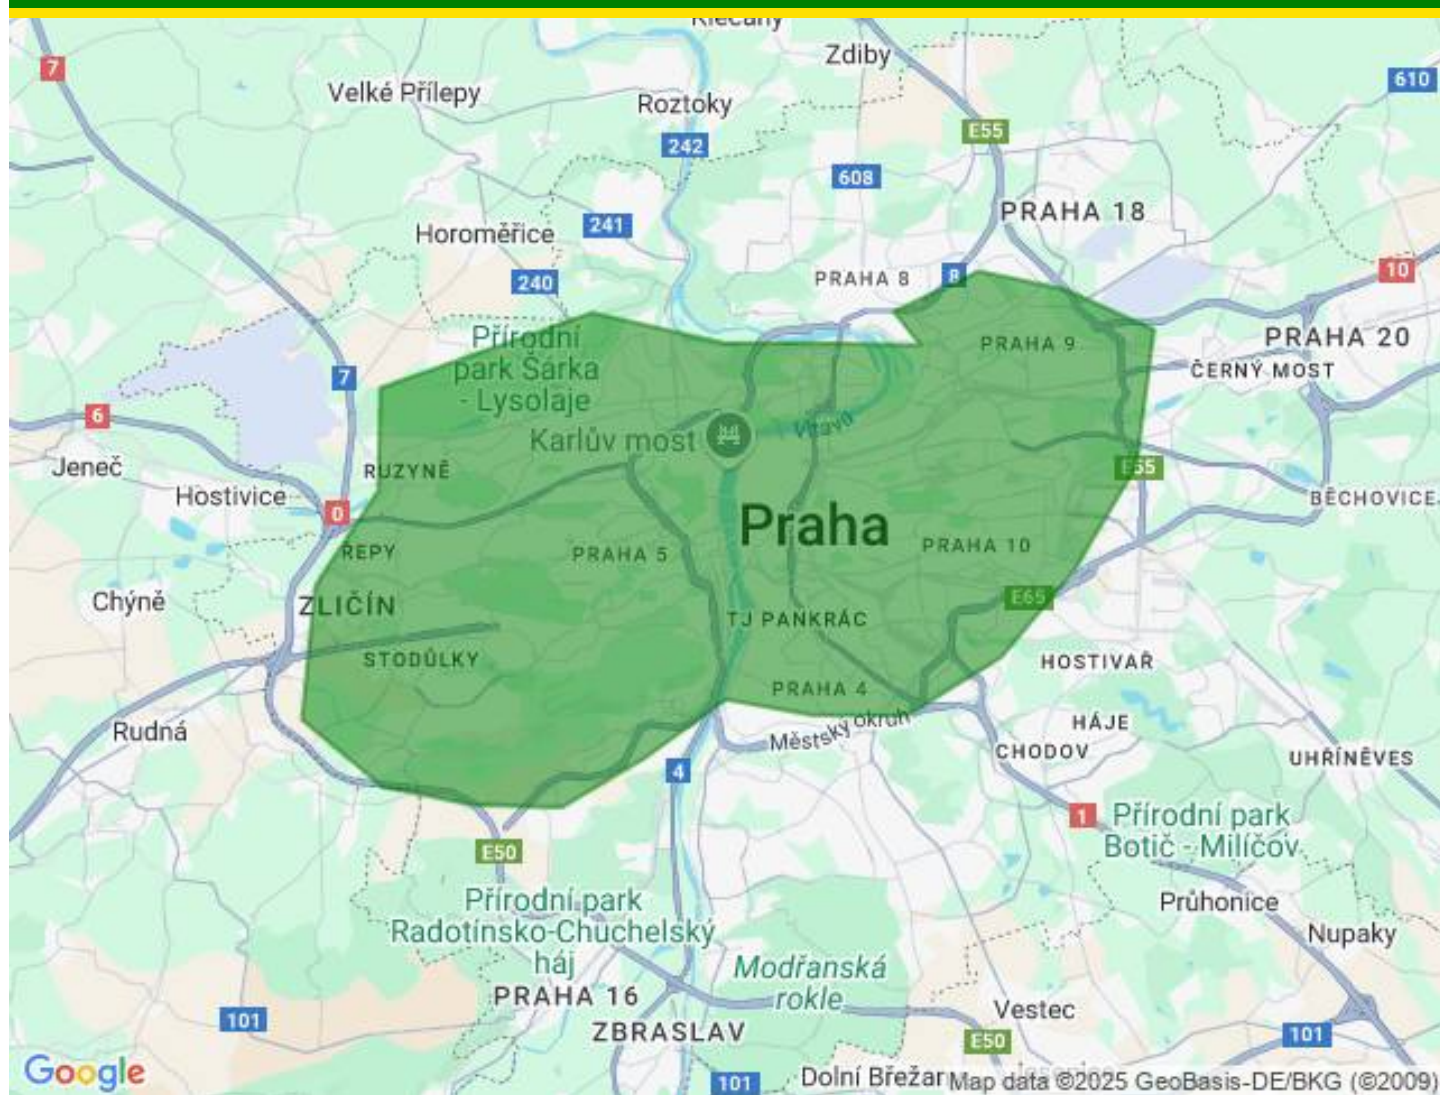 Klecany
Zdiby
7
610
Velké Přílepy
Roztoky
E55
242
608
PRAHA 18
241
Horoměřice
10
8
PRAHA 8
240
PRAHA 20
Přírodní
park Šárka
- Lysolaje
PRAHA 9
ČERNÝ MOST
7
6
Karlův most
Vltava
Jeneč
RUZYNĚ
E55
Hostivice
BĚCHOVICE
0
Praha
ŘEPY
PRAHA 5
PRAHA 10
Chýně
ZLIČÍN
E65
TJ PANKRÁC
STODŮLKY
HOSTIVAŘ
PRAHA 4
Rudná
Městský okruh
HÁJE
CHODOV
UHŘÍNĚVES
4
1
Přírodní park
Botič - Milíčov
E50
Přírodní park
Radotínsko-Chuchelský
háj
Průhonice
Nupaky
Modřanská
rokle
PRAHA 16
Vestec
101
ZBRASLAV
E50
101
Google
101
Dolní Břežar
Map data ©2025 GeoBasis-DE/BKG (©2009)